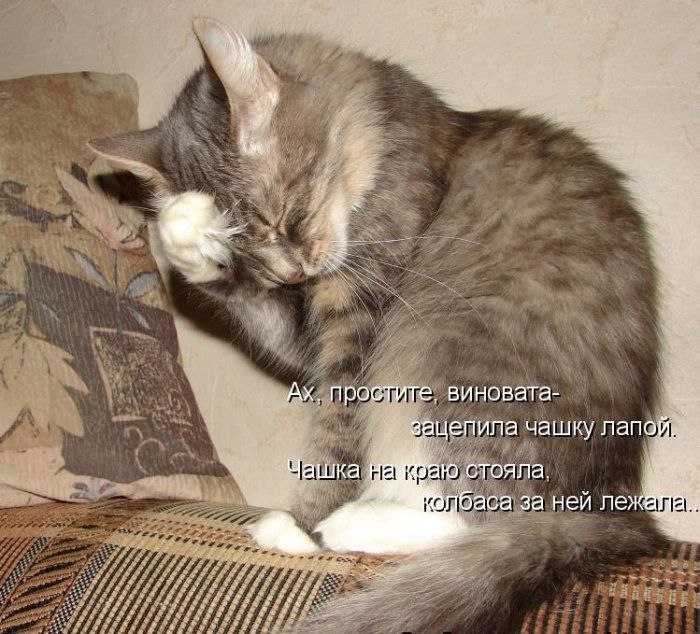 Ах, простите, виновата-
зацепила чашку лапой.
Чашка на краю стояла,
колбаса за ней лежала..